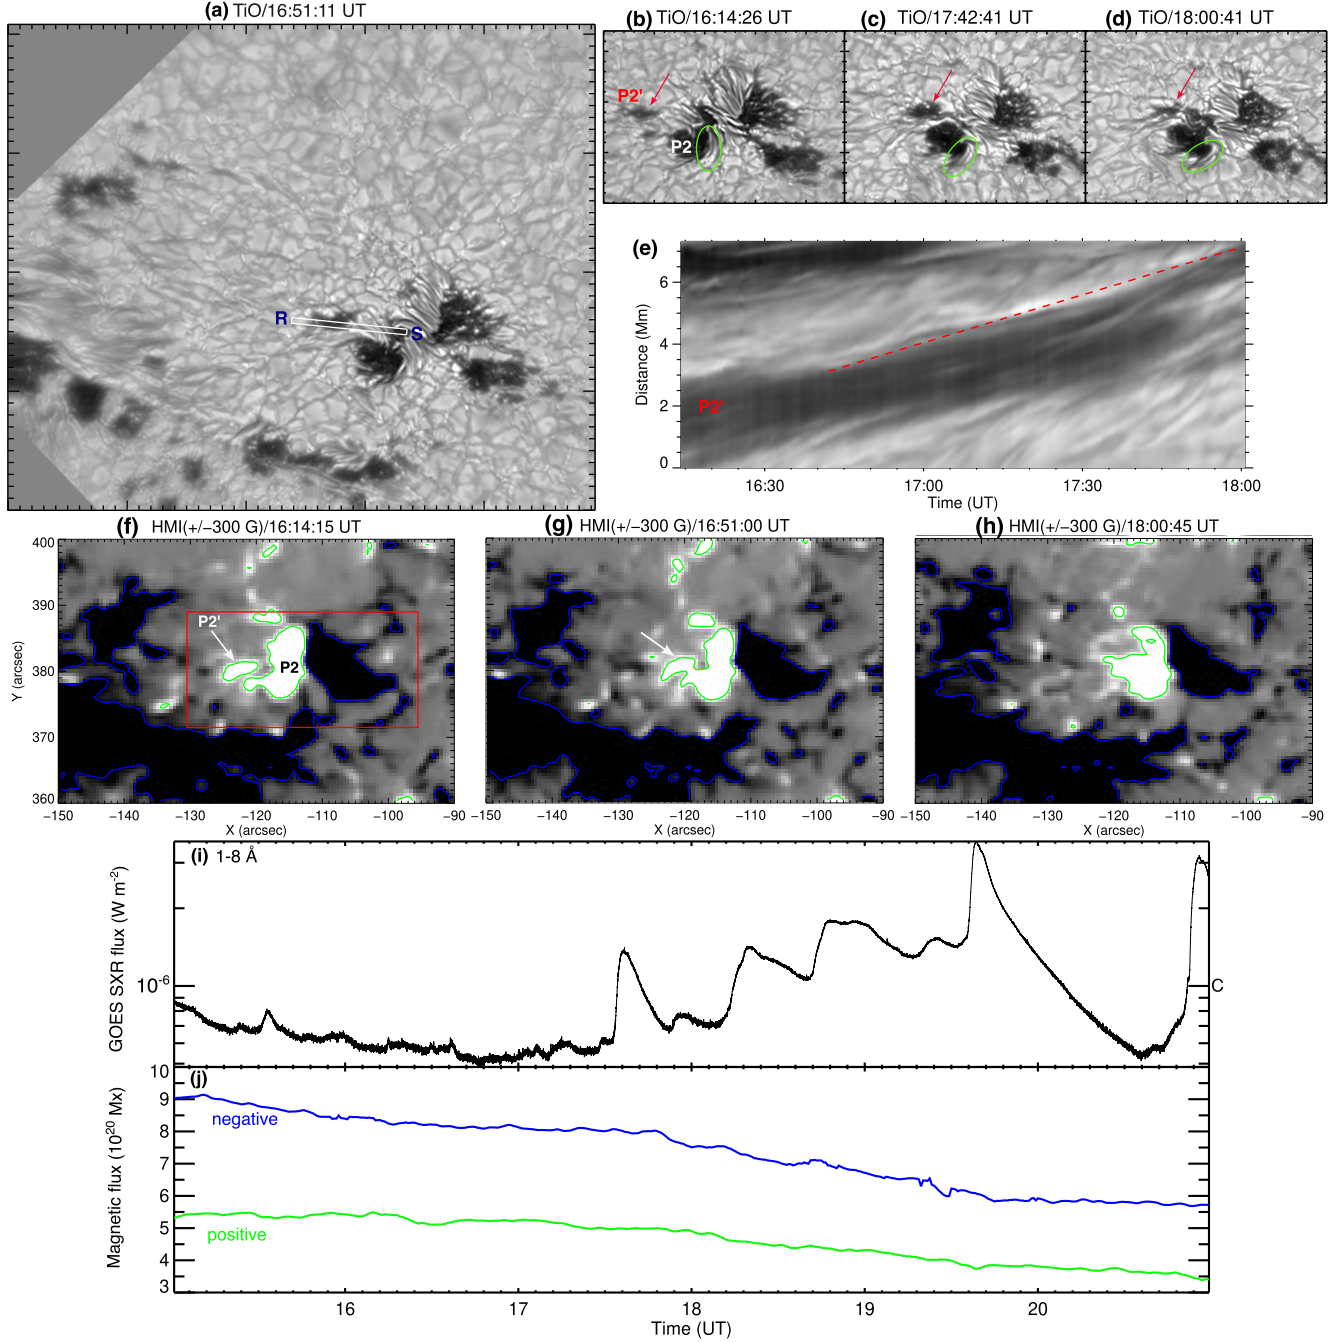 (a) TiO/16:51:11 UT
R
S
(b) TiO/16:14:26 UT
(c) TiO/17:42:41 UT
(d) TiO/18:00:41 UT
P2'
P2
(e)
Distance (Mm)
6
4
2
0
P2'
16:30
17:00
17:30
18:00
Time (UT)
(f) HMI(+/−300 G)/16:14:15 UT
(g) HMI(+/−300 G)/16:51:00 UT
(h) HMI(+/−300 G)/18:00:45 UT
Y (arcsec)
400
390
380
370
360
P2'
P2
−150 −140 −130 −120 −110 −100 −90
X (arcsec)
−150 −140 −130 −120 −110 −100 −90
X (arcsec)
−150 −140 −130 −120 −110 −100 −90
X (arcsec)
(i) 1-8 Å
GOES SXR flux (W m-2)
10-6
C
(j)
Magnetic flux (1020 Mx)
10
9
8
7
6
5
4
3
negative
positive
16 17 18 19 20
Time (UT)